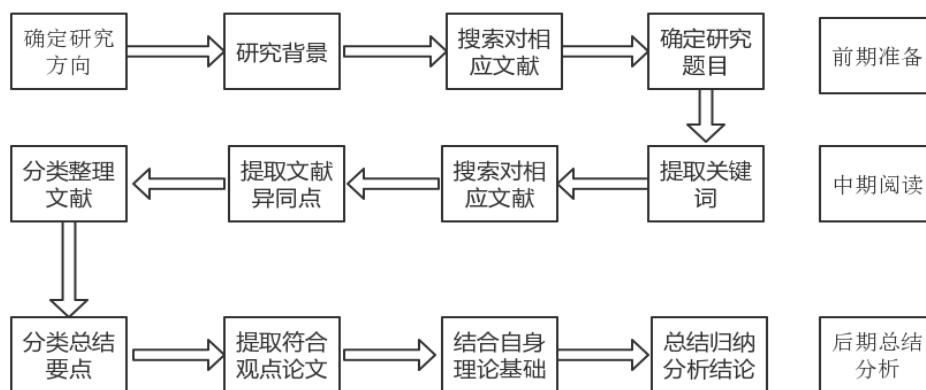 确定研究
方向
研究背景
搜索对相
应文献
确定研究
题目
前期准备
分类整理
文献
提取文献
异同点
搜索对相
应文献
提取关键
词
中期阅读
分类总结
要点
提取符合
观点论文
结合自身
理论基础
总结归纳
分析结论
后期总结
分析